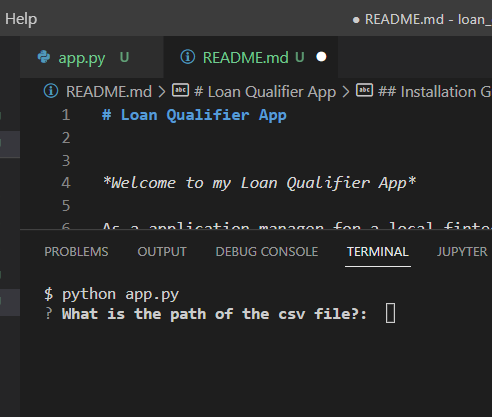 Help
● README.md - loan_
app.py U
README.md U ●
README.md > # Loan Qualifier App > ## Installation G
1 # Loan Qualifier App
2
3
4 *Welcome to my Loan Qualifier App*
5
6 As a application manager for a local finte
PROBLEMS OUTPUT DEBUG CONSOLE TERMINAL JUPYTER
$ python app.py
? What is the path of the csv file?: